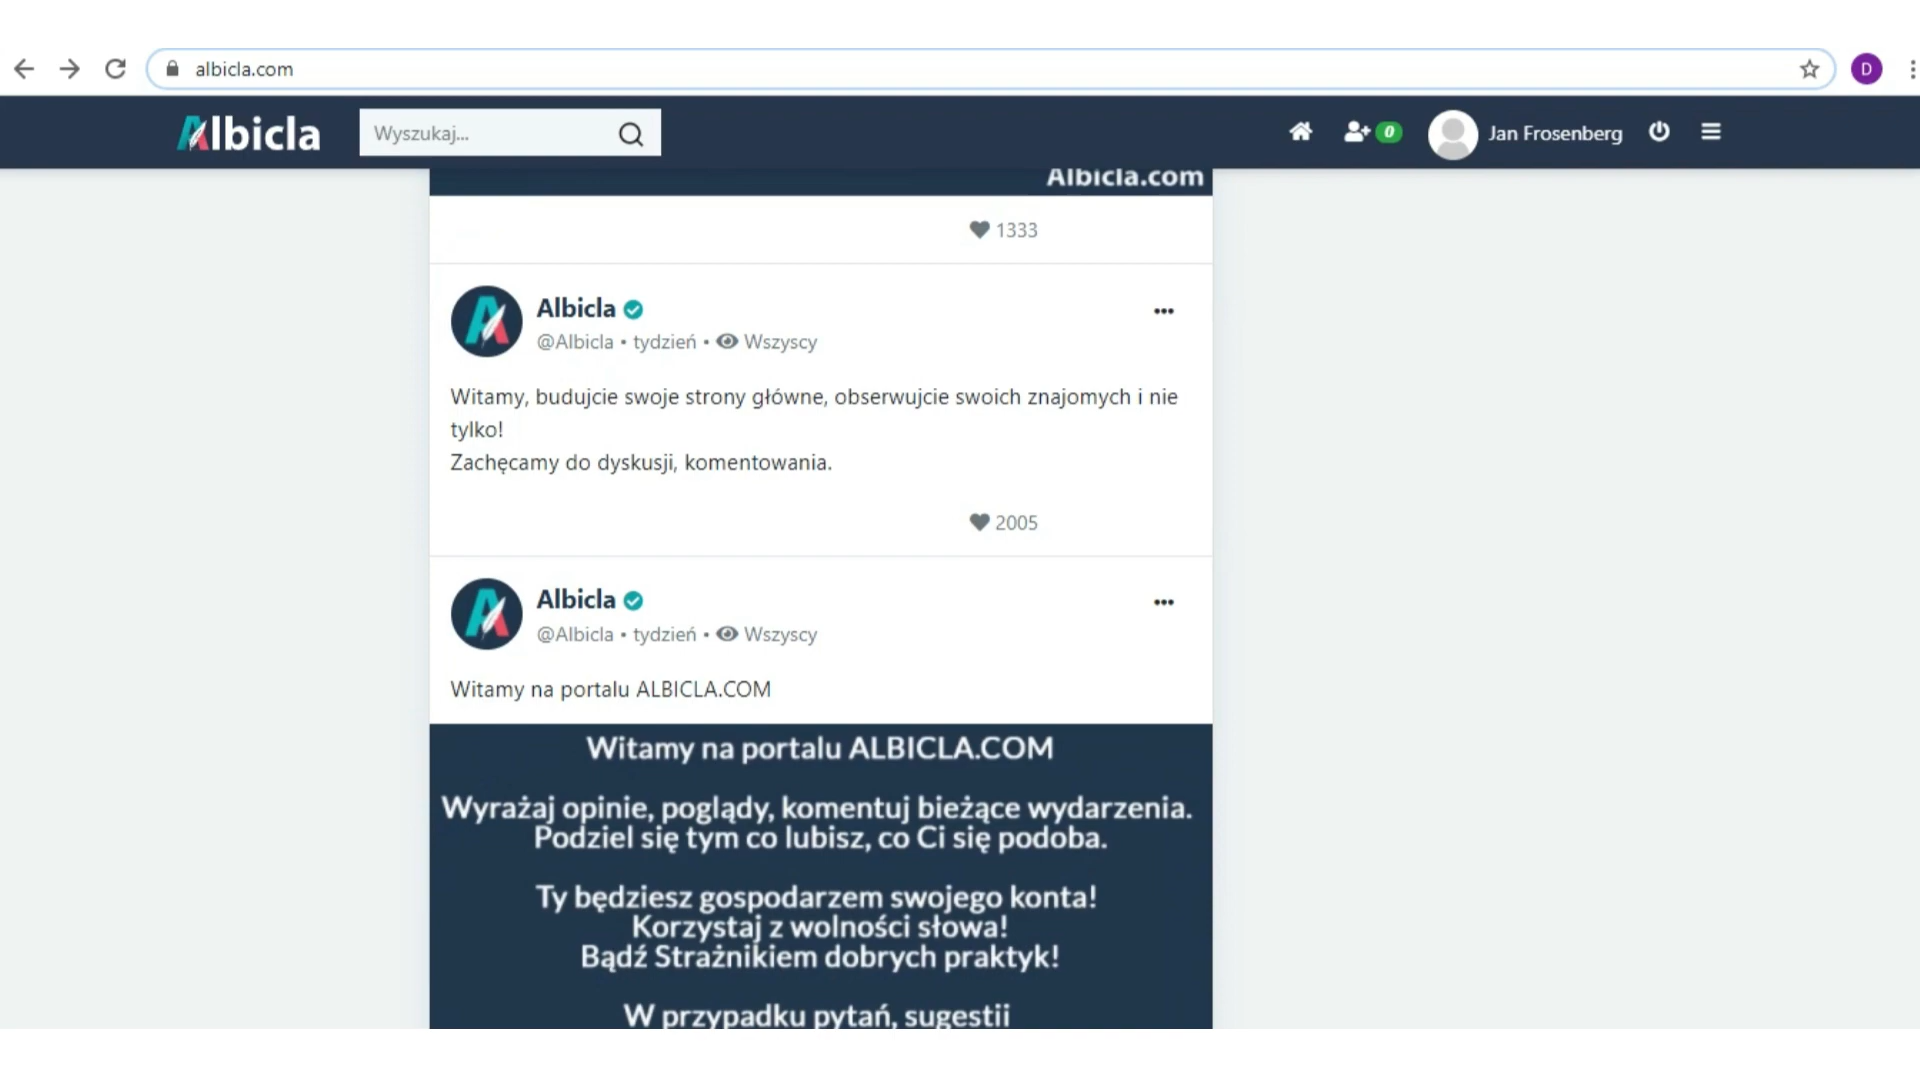 albicla.com
D
Albicla
Wyszukaj...
0
Jan Frosenberg
Albicla.com
1333
Albicla
@Albicla • tydzień • Wszyscy
Witamy, budujcie swoje strony główne, obserwujcie swoich znajomych i nie
tylko!
Zachęcamy do dyskusji, komentowania.
2005
Albicla
@Albicla • tydzień • Wszyscy
Witamy na portalu ALBICLA.COM
Witamy na portalu ALBICLA.COM
Wyrażaj opinie, poglądy, komentuj bieżące wydarzenia.
Podziel się tym co lubisz, co Ci się podoba.
Ty będziesz gospodarzem swojego konta!
Korzystaj z wolności słowa!
Bądź Strażnikiem dobrych praktyk!
W przypadku pytań, sugestii